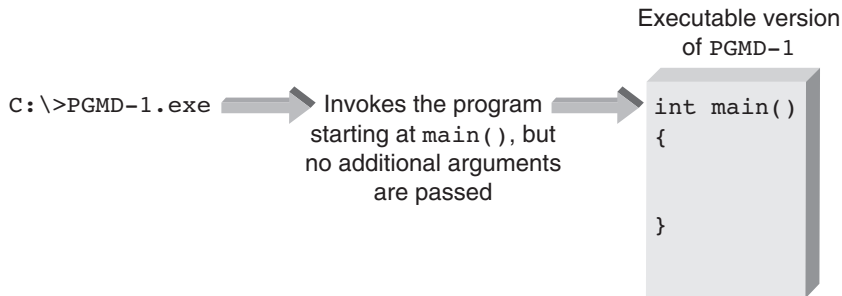 Executable version
of PGMD-1
C:\>PGMD-1.exe
Invokes the program
starting at main(), but
no additional arguments
are passed
int main()
{
}